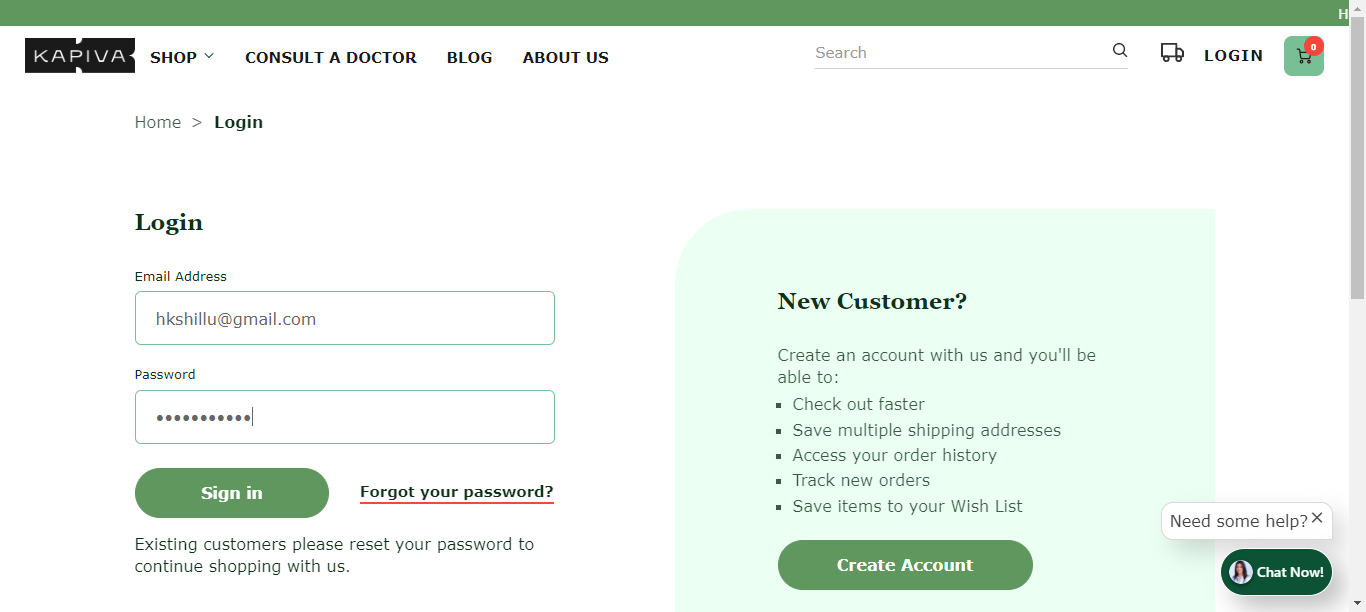 H
KAPIVA SHOP CONSULT A DOCTOR BLOG ABOUT US Search LOGIN 0
Home > Login
Login
Email Address
hkshillu@gmail.com
Password
•••••••••••
Sign in Forgot your password?
Existing customers please reset your password to
continue shopping with us.
New Customer?
Create an account with us and you'll be
able to:
▪ Check out faster
▪ Save multiple shipping addresses
▪ Access your order history
▪ Track new orders
▪ Save items to your Wish List
Create Account
Need some help? ×
Chat Now!